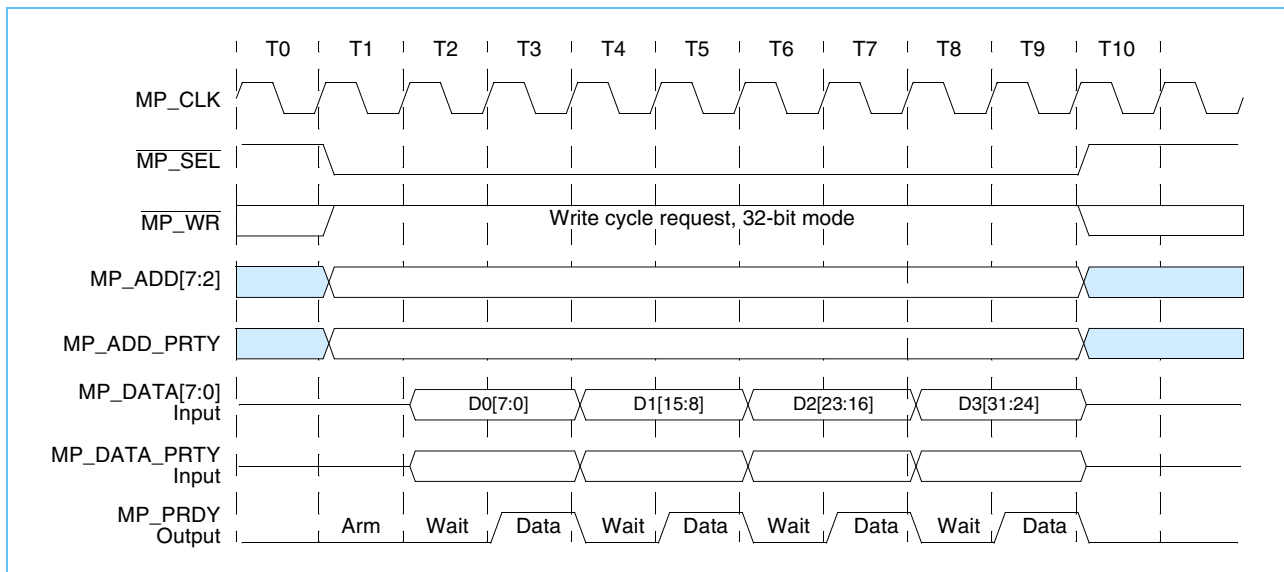 T0 T1 T2 T3 T4 T5 T6 T7 T8 T9 T10
MP_CLK
MP_SEL
MP_WR
Write cycle request, 32-bit mode
MP_ADD[7:2]
MP_ADD_PRTY
MP_DATA[7:0]
Input
D0[7:0] D1[15:8] D2[23:16] D3[31:24]
MP_DATA_PRTY
Input
MP_PRDY
Output
Arm Wait Data Wait Data Wait Data Wait Data